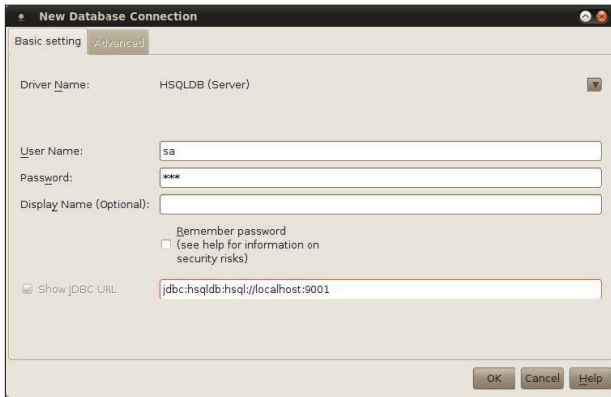 New Database Connection
Basic setting
Advanced
Driver Name:
HSQLDB (Server)
User Name:
sa
Password:
***
Display Name (Optional):
Remember password
(see help for information on
security risks)
Show JDBC URL
jdbc:hsqldb:hsql://localhost:9001
OK
Cancel
Help